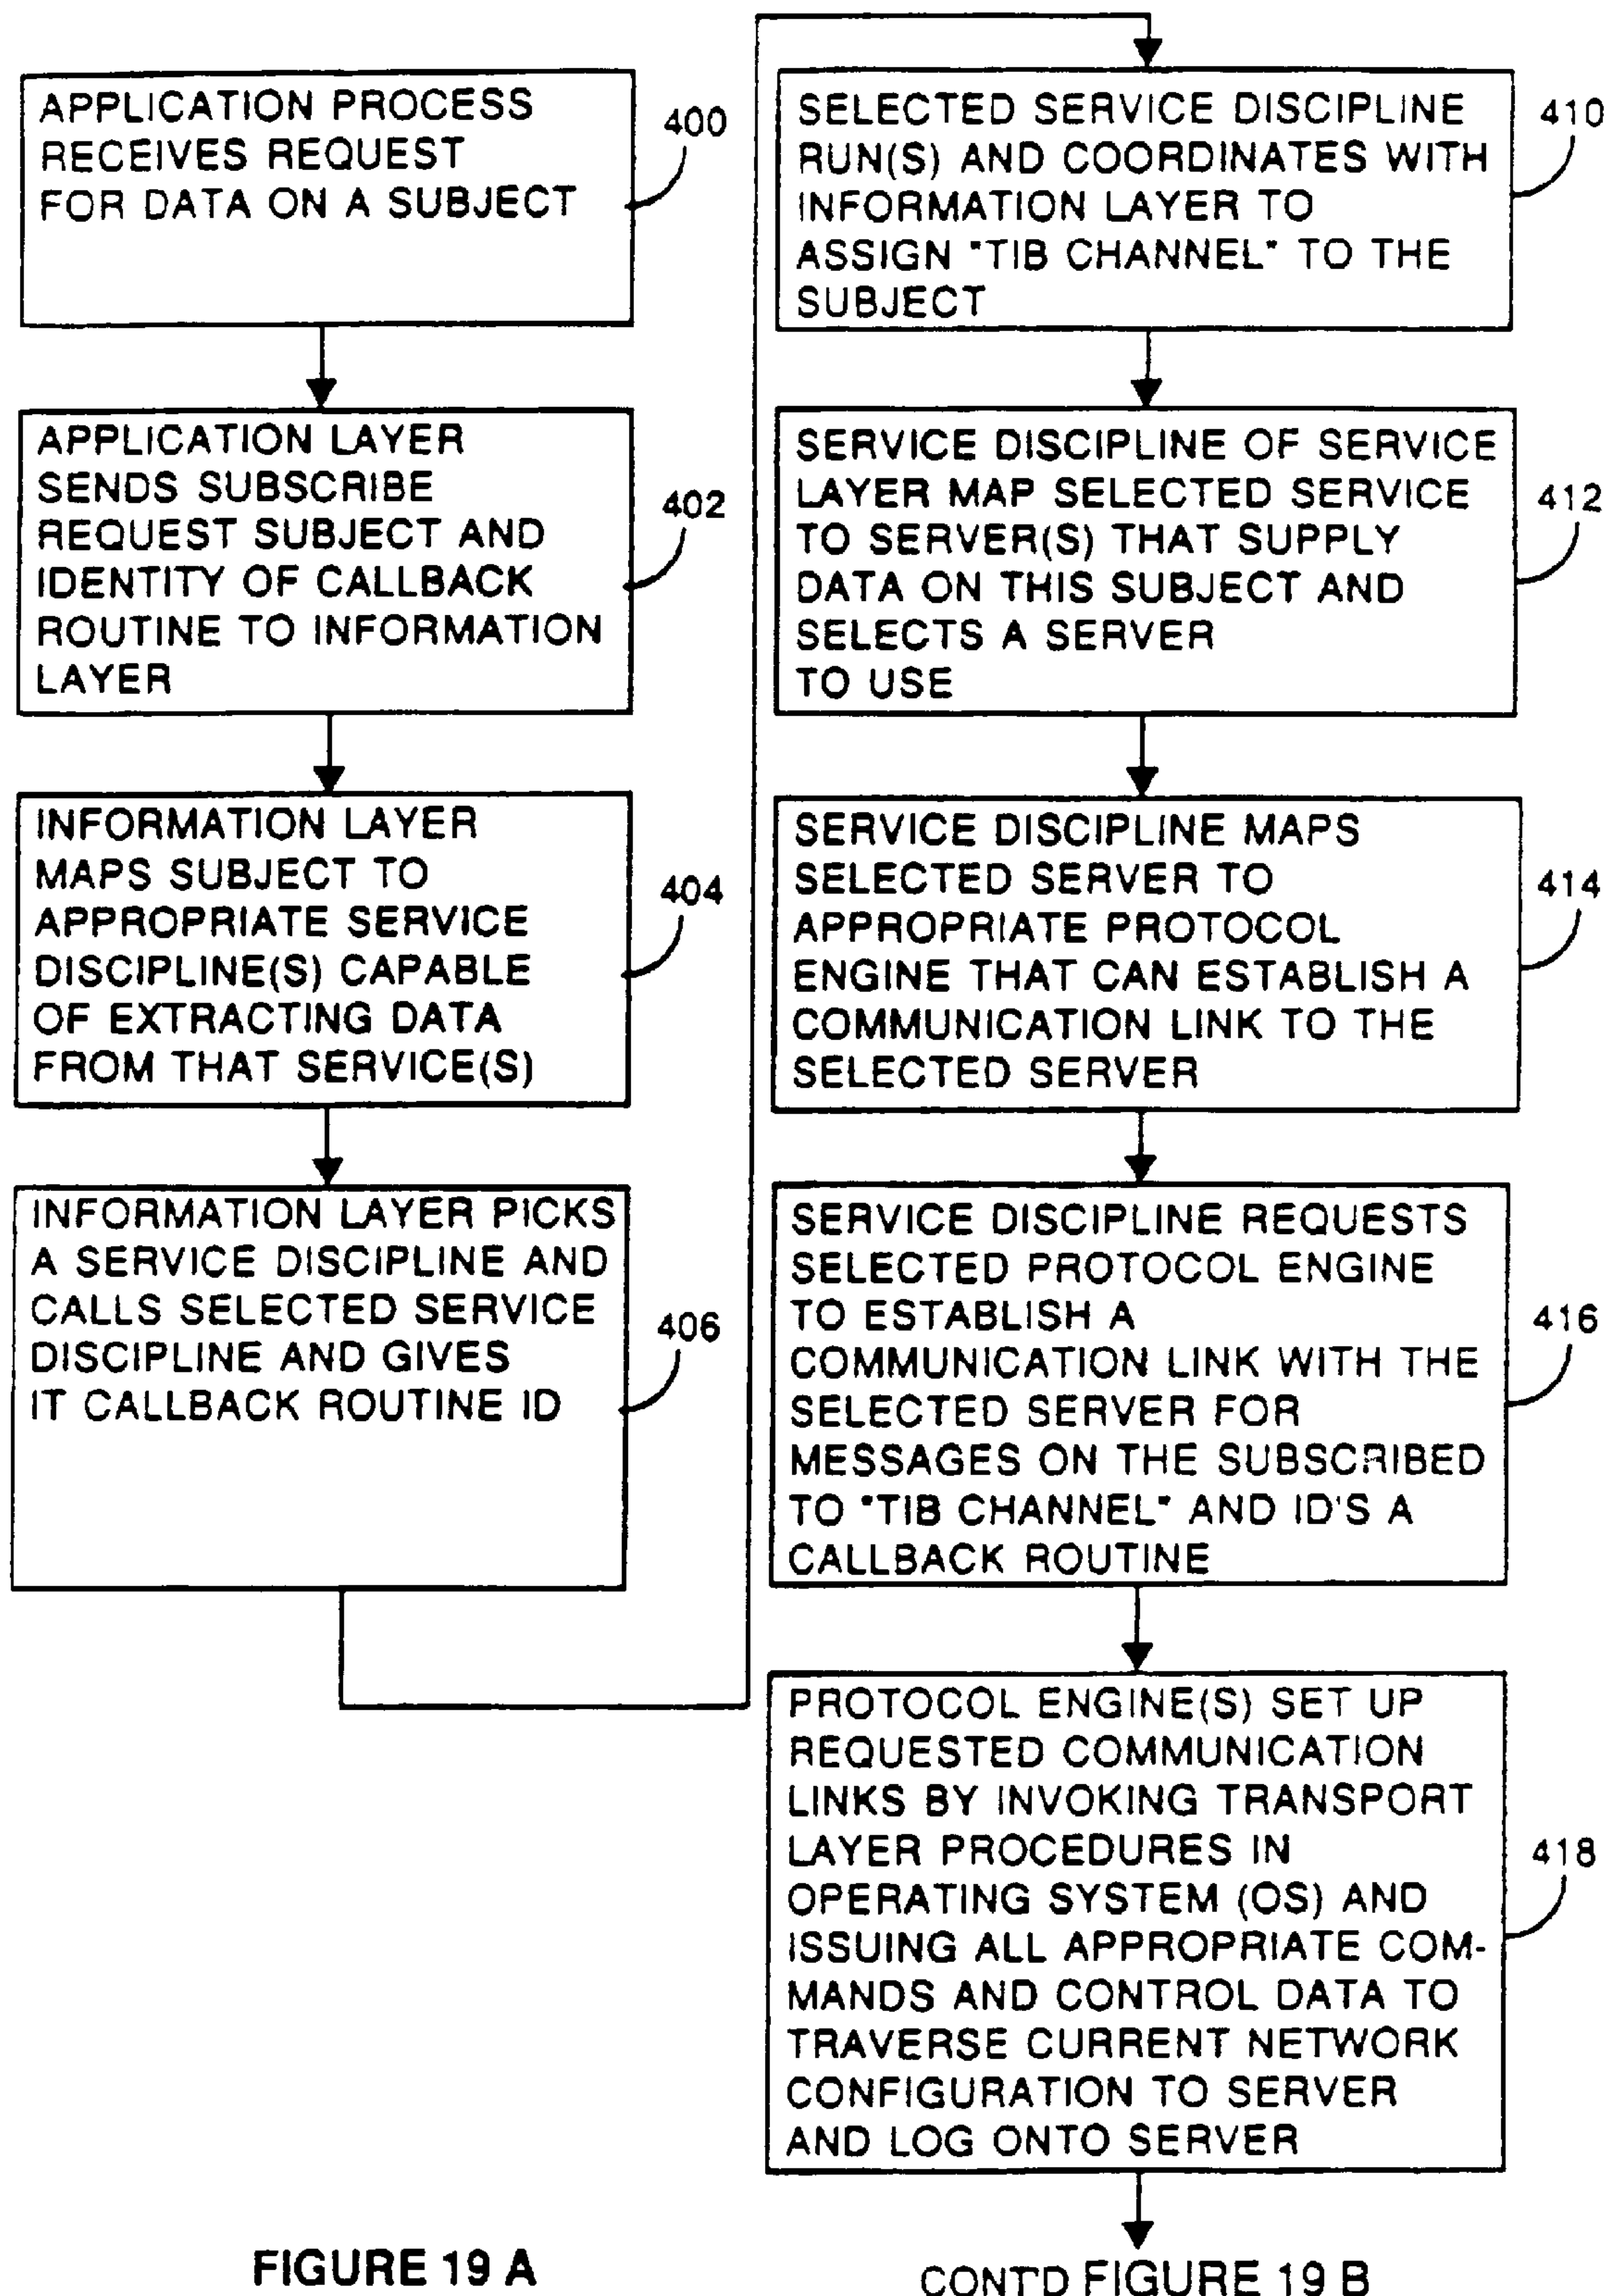 APPLICATION PROCESS
RECEIVES REQUEST
FOR DATA ON A SUBJECT
400
APPLICATION LAYER
SENDS SUBSCRIBE
REQUEST SUBJECT AND
IDENTITY OF CALLBACK
ROUTINE TO INFORMATION
LAYER
402
INFORMATION LAYER
MAPS SUBJECT TO
APPROPRIATE SERVICE
DISCIPLINE(S) CAPABLE
OF EXTRACTING DATA
FROM THAT SERVICE(S)
404
INFORMATION LAYER PICKS
A SERVICE DISCIPLINE AND
CALLS SELECTED SERVICE
DISCIPLINE AND GIVES
IT CALLBACK ROUTINE ID
406
SELECTED SERVICE DISCIPLINE
RUN(S) AND COORDINATES WITH
INFORMATION LAYER TO
ASSIGN "TIB CHANNEL" TO THE
SUBJECT
410
SERVICE DISCIPLINE OF SERVICE
LAYER MAP SELECTED SERVICE
TO SERVER(S) THAT SUPPLY
DATA ON THIS SUBJECT AND
SELECTS A SERVER
TO USE
412
SERVICE DISCIPLINE MAPS
SELECTED SERVER TO
APPROPRIATE PROTOCOL
ENGINE THAT CAN ESTABLISH A
COMMUNICATION LINK TO THE
SELECTED SERVER
414
SERVICE DISCIPLINE REQUESTS
SELECTED PROTOCOL ENGINE
TO ESTABLISH A
COMMUNICATION LINK WITH THE
SELECTED SERVER FOR
MESSAGES ON THE SUBSCRIBED
TO "TIB CHANNEL" AND ID'S A
CALLBACK ROUTINE
416
PROTOCOL ENGINE(S) SET UP
REQUESTED COMMUNICATION
LINKS BY INVOKING TRANSPORT
LAYER PROCEDURES IN
OPERATING SYSTEM (OS) AND
ISSUING ALL APPROPRIATE COM-
MANDS AND CONTROL DATA TO
TRAVERSE CURRENT NETWORK
CONFIGURATION TO SERVER
AND LOG ONTO SERVER
418
FIGURE 19 A
CONT'D FIGURE 19 B